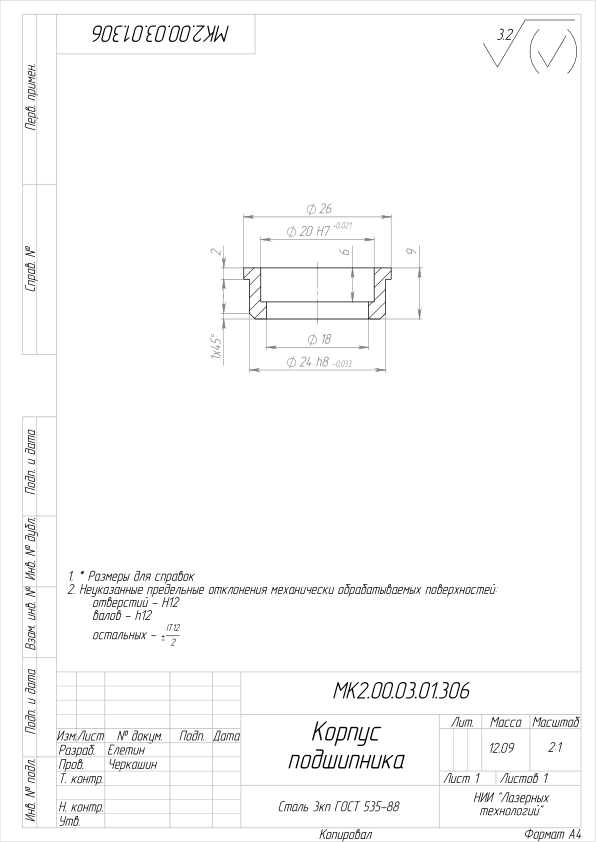 МК2.00.03.01.306
3.2
Перв. примен.
Справ. №
Подп. и дата
Инв. № дубл.
Взам. инв. №
Подп. и дата
Инв. № подл.
∅ 26
∅ 20 H7 +0,021
2
6
9
1x45°
∅ 18
∅ 24 h8 -0,033
1. * Размеры для справок
2. Неуказанные предельные отклонения механически обрабатываемых поверхностей:
отверстий – H12
валов – h12
остальных – ± IT12/2
МК2.00.03.01.306
Изм. Лист № докум. Подп. Дата
Разраб. Елетин
Пров. Черкашин
Т. контр.
Н. контр.
Утв.
Корпус
подшипника
Лит. Масса Масштаб
12.09 2:1
Лист 1 Листов 1
Сталь 3кп ГОСТ 535-88
НИИ "Лазерных
технологий"
Копировал Формат А4